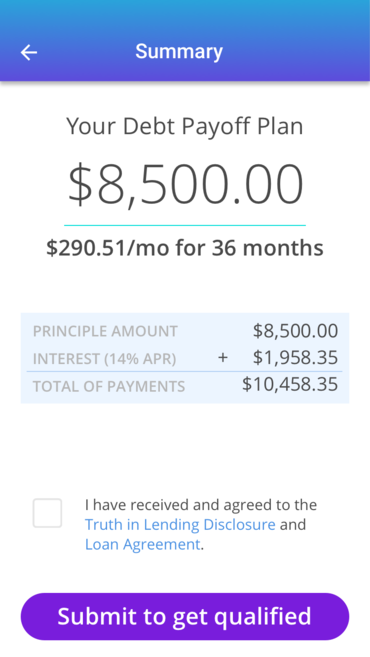 Summary
Your Debt Payoff Plan
$8,500.00
$290.51/mo for 36 months
PRINCIPLE AMOUNT $8,500.00
INTEREST (14% APR) + $1,958.35
TOTAL OF PAYMENTS $10,458.35
I have received and agreed to the
Truth in Lending Disclosure and
Loan Agreement.
Submit to get qualified